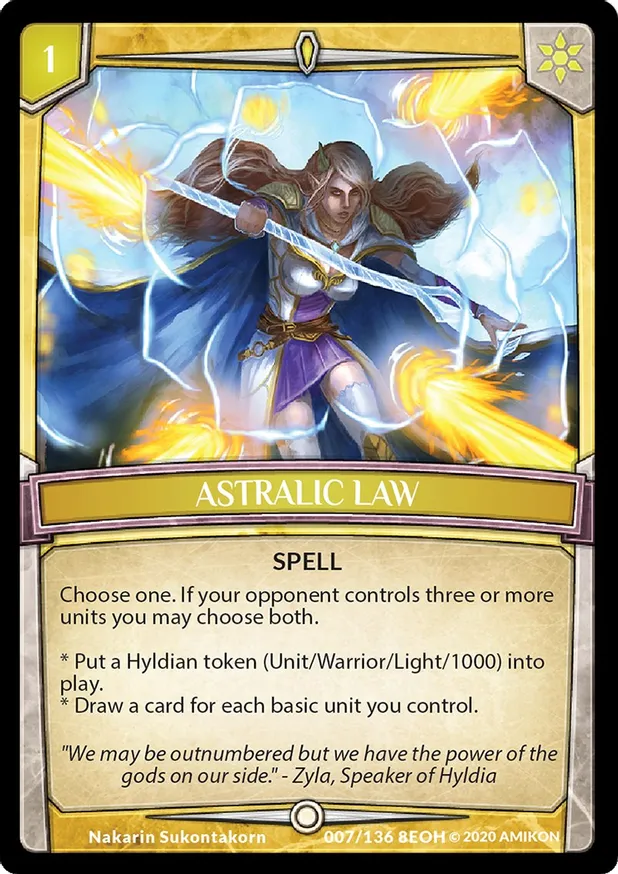 1
ASTRALIC LAW
SPELL
Choose one. If your opponent controls three or more
units you may choose both.
* Put a Hyldian token (Unit/Warrior/Light/1000) into
play.
* Draw a card for each basic unit you control.
"We may be outnumbered but we have the power of the
gods on our side." - Zyla, Speaker of Hyldia
Nakarin Sukontakorn 007/136 8EOH © 2020 AMIKON